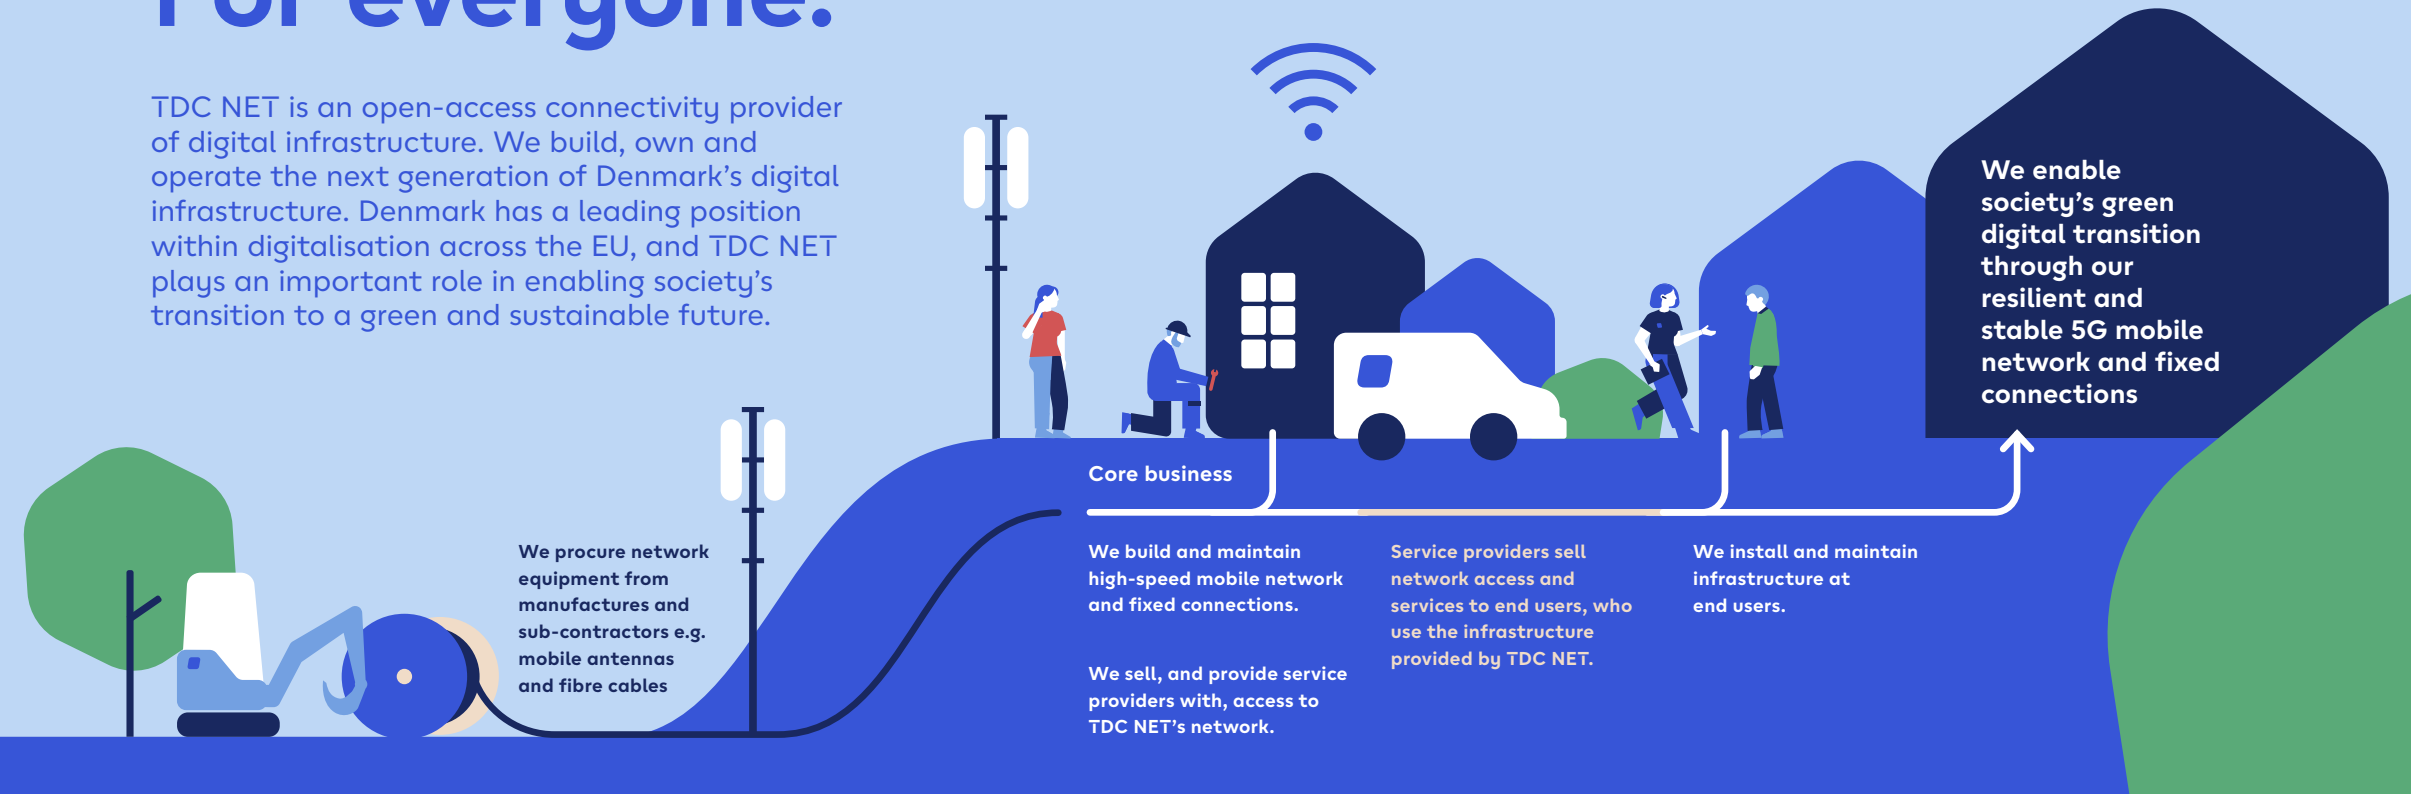 For everyone.
TDC NET is an open-access connectivity provider
of digital infrastructure. We build, own and
operate the next generation of Denmark’s digital
infrastructure. Denmark has a leading position
within digitalisation across the EU, and TDC NET
plays an important role in enabling society’s
transition to a green and sustainable future.
We procure network
equipment from
manufactures and
sub-contractors e.g.
mobile antennas
and fibre cables
Core business
We build and maintain
high-speed mobile network
and fixed connections.
We sell, and provide service
providers with, access to
TDC NET’s network.
Service providers sell
network access and
services to end users, who
use the infrastructure
provided by TDC NET.
We install and maintain
infrastructure at
end users.
We enable
society’s green
digital transition
through our
resilient and
stable 5G mobile
network and fixed
connections